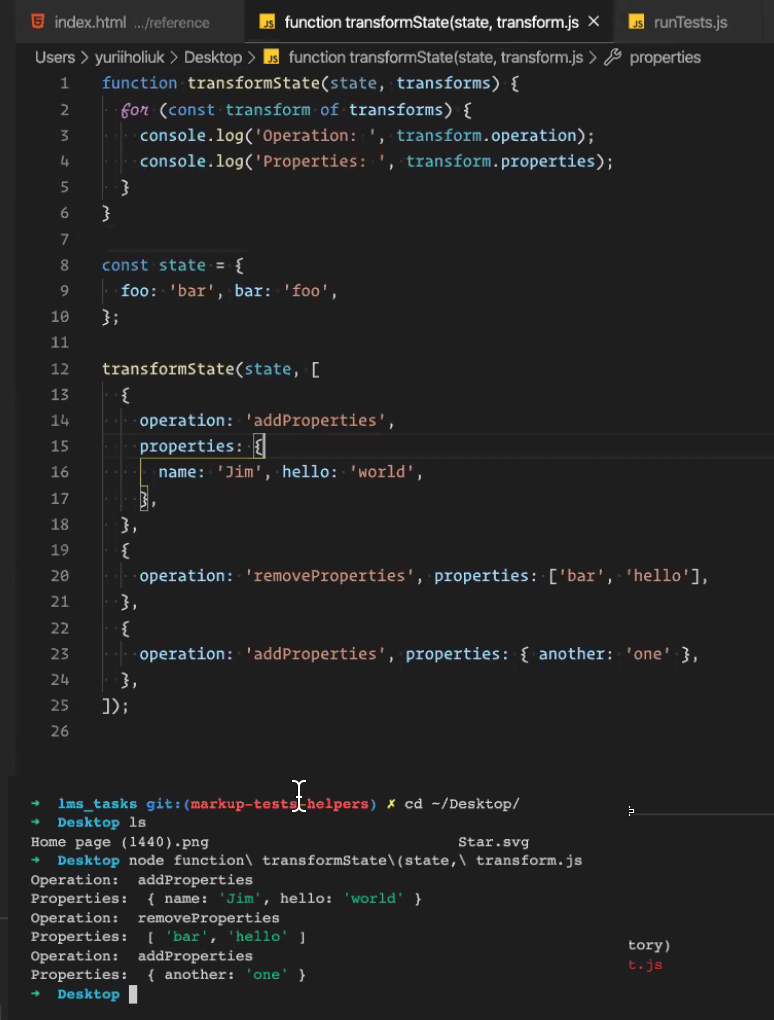 index.html .../reference
JS function transformState(state, transform.js ×
JS runTests.js
Users > yuriiholiuk > Desktop > JS function transformState(state, transform.js > properties
1 function transformState(state, transforms) {
2 for (const transform of transforms) {
3 console.log('Operation: ', transform.operation);
4 console.log('Properties: ', transform.properties);
5 }
6 }
7
8 const state = {
9 foo: 'bar', bar: 'foo',
10 };
11
12 transformState(state, [
13 {
14 operation: 'addProperties',
15 properties: {
16 name: 'Jim', hello: 'world',
17 },
18 },
19 {
20 operation: 'removeProperties', properties: ['bar', 'hello'],
21 },
22 {
23 operation: 'addProperties', properties: { another: 'one' },
24 },
25 ]);
26
➜ lms_tasks git:(markup-tests-helpers) ✗ cd ~/Desktop/
➜ Desktop ls
Home page (1440).png Star.svg
➜ Desktop node function\ transformState\(state,\ transform.js
Operation: addProperties
Properties: { name: 'Jim', hello: 'world' }
Operation: removeProperties
Properties: [ 'bar', 'hello' ]
Operation: addProperties
Properties: { another: 'one' }
➜ Desktop
tory)
t.js